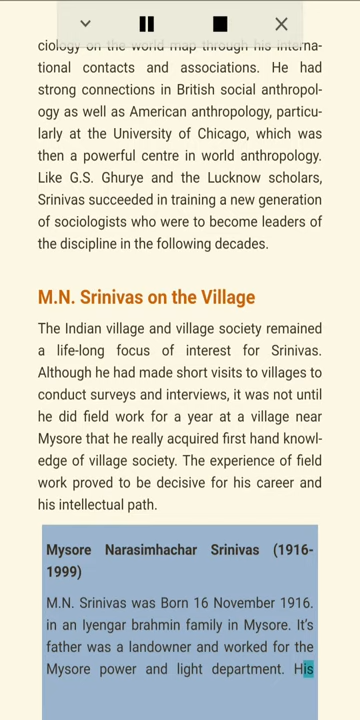 ciology on the world map through his interna-
tional contacts and associations. He had
strong connections in British social anthropol-
ogy as well as American anthropology, particu-
larly at the University of Chicago, which was
then a powerful centre in world anthropology.
Like G.S. Ghurye and the Lucknow scholars,
Srinivas succeeded in training a new generation
of sociologists who were to become leaders of
the discipline in the following decades.
M.N. Srinivas on the Village
The Indian village and village society remained
a life-long focus of interest for Srinivas.
Although he had made short visits to villages to
conduct surveys and interviews, it was not until
he did field work for a year at a village near
Mysore that he really acquired first hand knowl-
edge of village society. The experience of field
work proved to be decisive for his career and
his intellectual path.
Mysore Narasimhachar Srinivas (1916-
1999)
M.N. Srinivas was Born 16 November 1916.
in an Iyengar brahmin family in Mysore. It's
father was a landowner and worked for the
Mysore power and light department. His